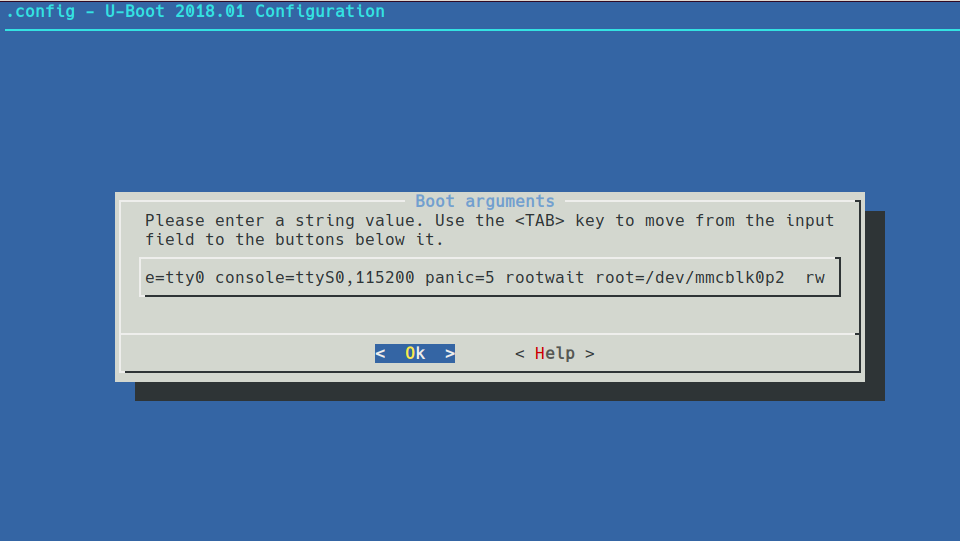 .config - U-Boot 2018.01 Configuration
Boot arguments
Please enter a string value. Use the <TAB> key to move from the input
field to the buttons below it.
e=tty0 console=ttyS0,115200 panic=5 rootwait root=/dev/mmcblk0p2  rw
<  Ok  > < Help >